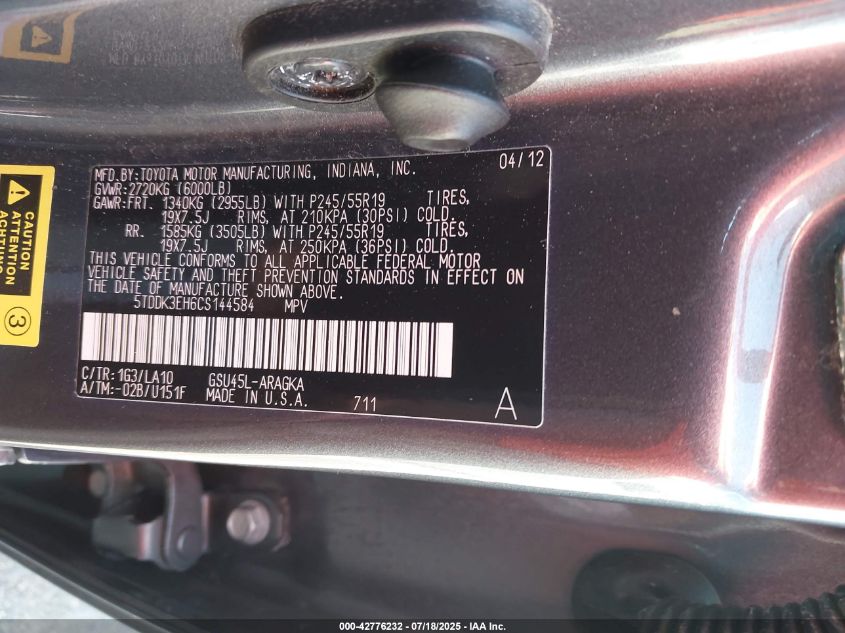 MFD.BY:TOYOTA MOTOR MANUFACTURING, INDIANA, INC. 04/12
GVWR:2720KG (6000LB)
GAWR:FRT. 1340KG (2955LB) WITH P245/55R19 TIRES,
19X7.5J RIMS, AT 210KPA (30PSI) COLD.
RR. 1585KG (3505LB) WITH P245/55R19 TIRES,
19X7.5J RIMS, AT 250KPA (36PSI) COLD.
THIS VEHICLE CONFORMS TO ALL APPLICABLE FEDERAL MOTOR
VEHICLE SAFETY AND THEFT PREVENTION STANDARDS IN EFFECT ON
THE DATE OF MANUFACTURE SHOWN ABOVE.
5TDDK3EH6CS144584 MPV
C/TR:1G3/LA10 GSU45L-ARAGKA
A/TM:-02B/U151F MADE IN U.S.A. 711 A
CAUTION
ATTENTION
ACHTUNG
3
000-42776232 - 07/18/2025 - IAA Inc.